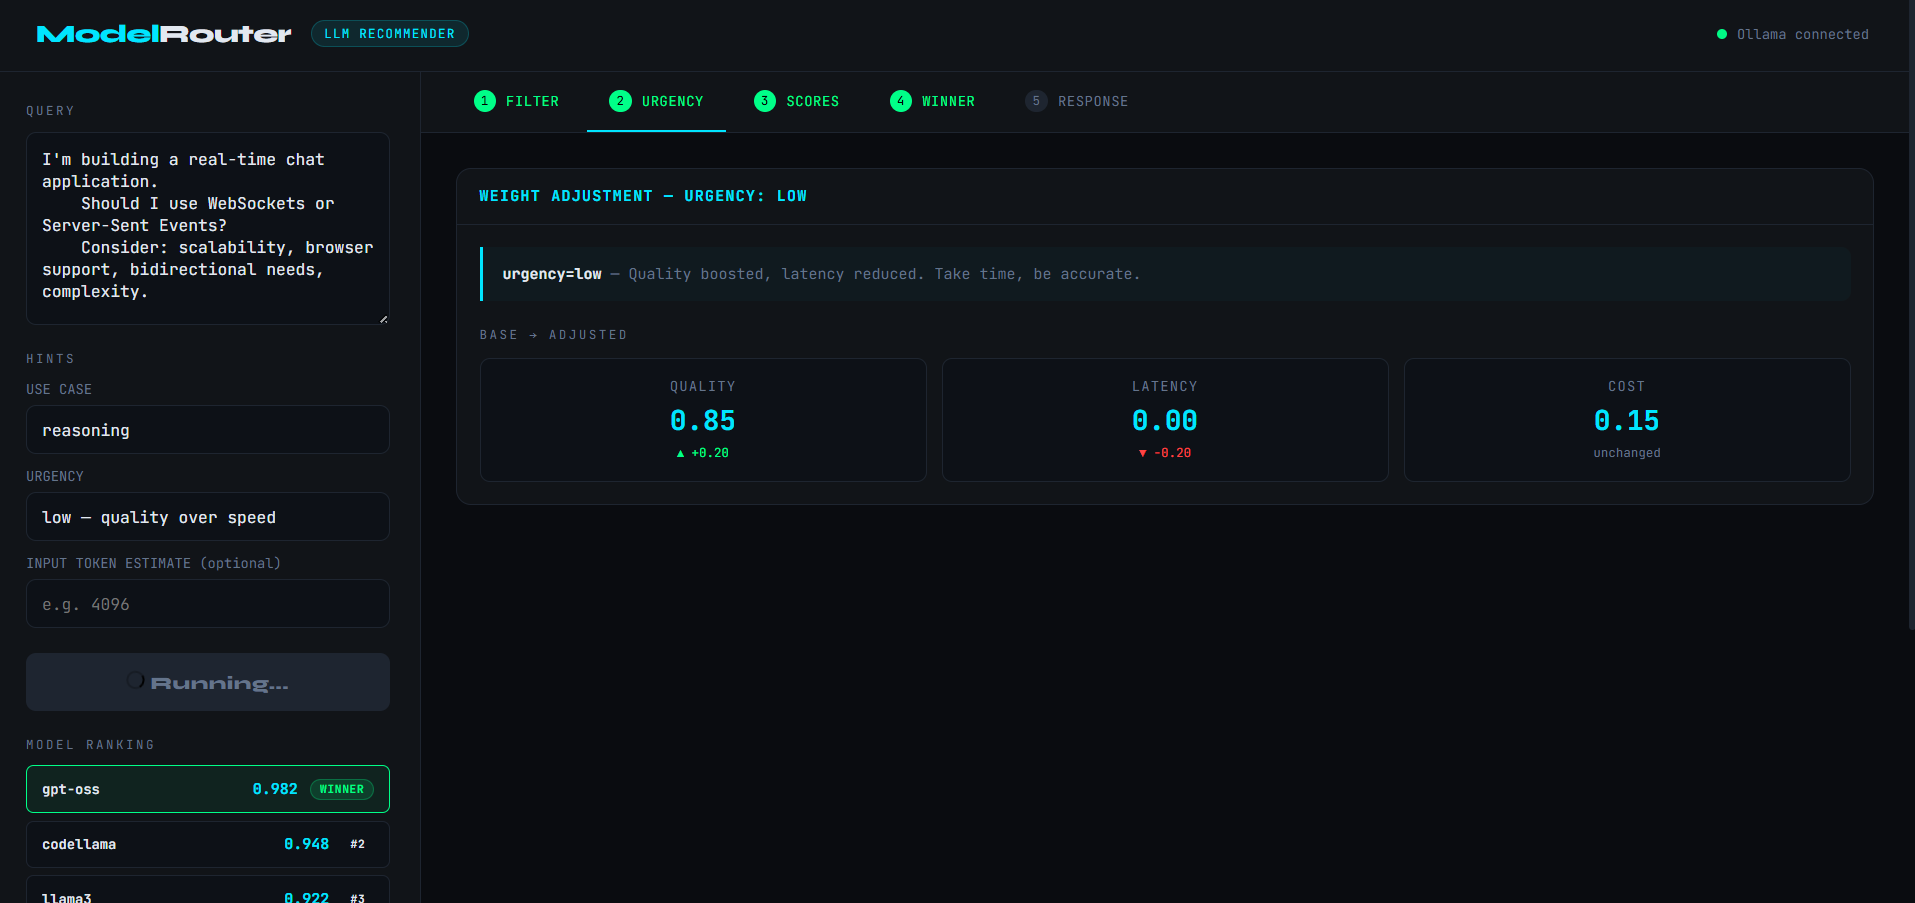 ModelRouter
LLM RECOMMENDER
Ollama connected
QUERY
I'm building a real-time chat
application.
Should I use WebSockets or
Server-Sent Events?
Consider: scalability, browser
support, bidirectional needs,
complexity.
HINTS
USE CASE
reasoning
URGENCY
low — quality over speed
INPUT TOKEN ESTIMATE (optional)
e.g. 4096
Running...
MODEL RANKING
gpt-oss 0.982 WINNER
codellama 0.948 #2
llama3 0.922 #3
1 FILTER
2 URGENCY
3 SCORES
4 WINNER
5 RESPONSE
WEIGHT ADJUSTMENT — URGENCY: LOW
urgency=low — Quality boosted, latency reduced. Take time, be accurate.
BASE → ADJUSTED
QUALITY
0.85
▲ +0.20
LATENCY
0.00
▼ -0.20
COST
0.15
unchanged